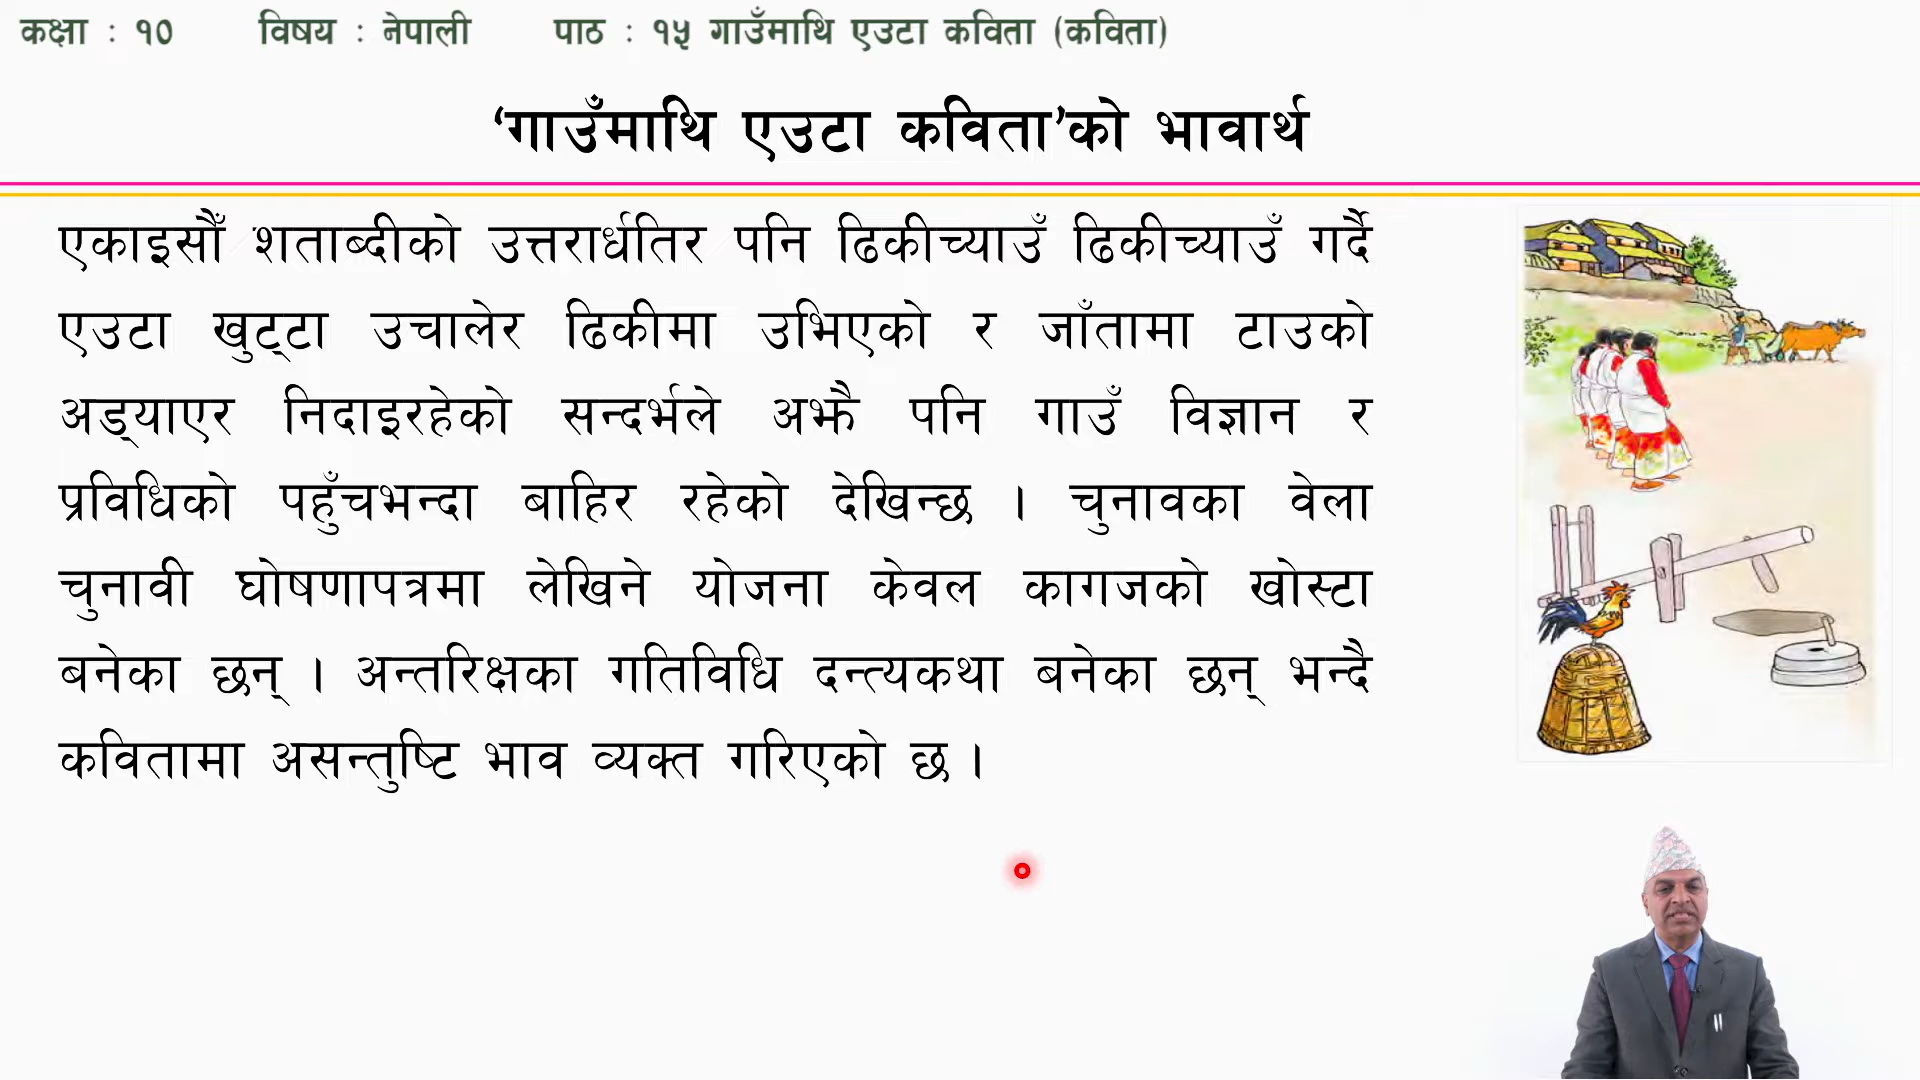 कक्षा : १० विषय : नेपाली पाठ : १५ गाउँमाथि एउटा कविता (कविता)
‘गाउँमाथि एउटा कविता’को भावार्थ
एकाइसौँ शताब्दीको उत्तरार्धतिर पनि ढिकीच्याउँ ढिकीच्याउँ गर्दै
एउटा खुट्टा उचालेर ढिकीमा उभिएको र जाँतामा टाउको
अड्याएर निदाइरहेको सन्दर्भले अझै पनि गाउँ विज्ञान र
प्रविधिको पहुँचभन्दा बाहिर रहेको देखिन्छ । चुनावका वेला
चुनावी घोषणापत्रमा लेखिने योजना केवल कागजको खोस्टा
बनेका छन् । अन्तरिक्षका गतिविधि दन्त्यकथा बनेका छन् भन्दै
कवितामा असन्तुष्टि भाव व्यक्त गरिएको छ ।